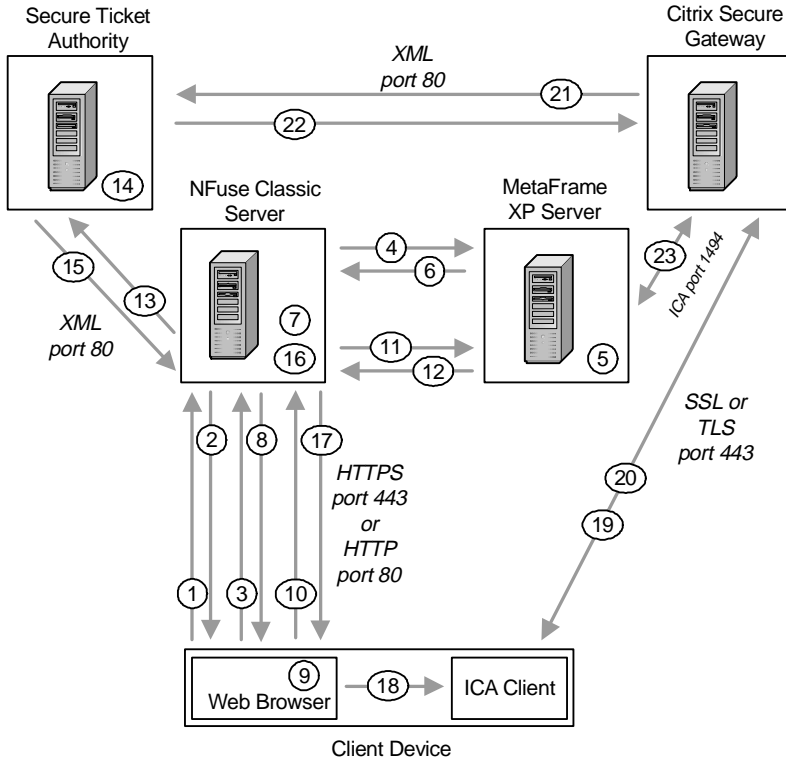 Secure Ticket
Authority
Citrix Secure
Gateway
XML
port 80
21
22
14
NFuse Classic
Server
MetaFrame
XP Server
4
6
23
15
13
7
ICA port 1494
XML
port 80
16
11
12
5
SSL or
TLS
port 443
2
8
17
HTTPS
port 443
or
HTTP
port 80
20
19
1
3
10
9
Web Browser
18
ICA Client
Client Device